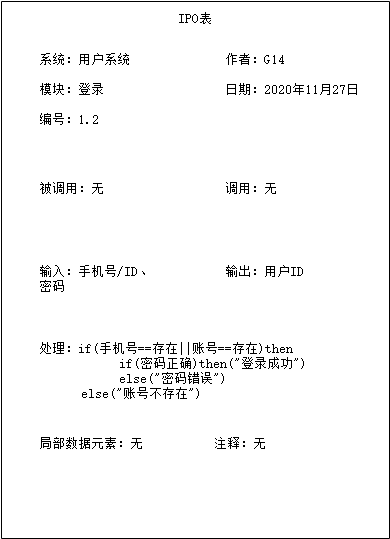 IPO表
系统：用户系统 作者：G14
模块：登录 日期：2020年11月27日
编号：1.2
被调用：无 调用：无
输入：手机号/ID、 输出：用户ID
密码
处理：if(手机号==存在||账号==存在)then
if(密码正确)then("登录成功")
else("密码错误")
else("账号不存在")
局部数据元素：无 注释：无